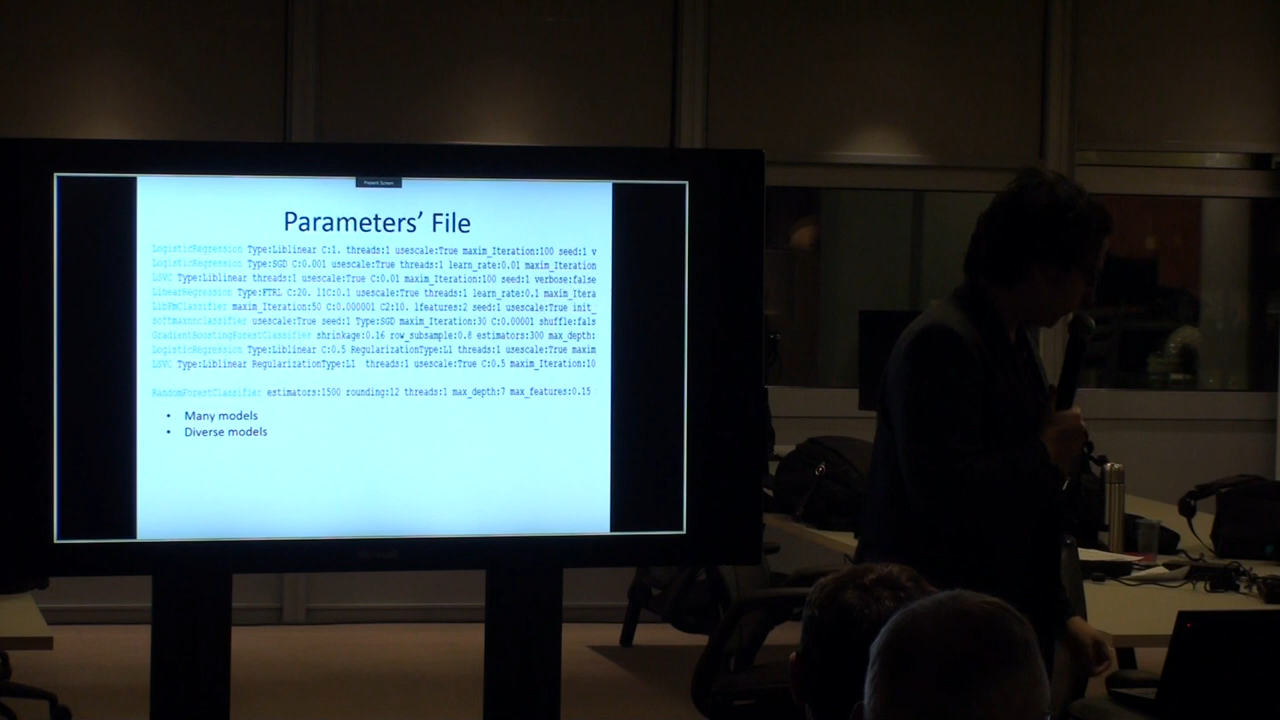 Present Screen
Parameters' File
LogisticRegression Type:Liblinear C:1. threads:1 usescale:True maxim_Iteration:100 seed:1 v
LogisticRegression Type:SGD C:0.001 usescale:True threads:1 learn_rate:0.01 maxim_Iteration
LSVC Type:Liblinear threads:1 usescale:True C:0.01 maxim_Iteration:100 seed:1 verbose:false
LinearRegression Type:FTRL C:20. l1C:0.1 usescale:True threads:1 learn_rate:0.1 maxim_Itera
LibFmClassifier maxim_Iteration:50 C:0.000001 C2:10. lfeatures:2 seed:1 usescale:True init_
softmaxnnclassifier usescale:True seed:1 Type:SGD maxim_Iteration:30 C:0.00001 shuffle:fals
GradientBoostingForestClassifier shrinkage:0.16 row_subsample:0.8 estimators:300 max_depth:
LogisticRegression Type:Liblinear C:0.5 RegularizationType:L1 threads:1 usescale:True maxim
LSVC Type:Liblinear RegularizationType:L1 threads:1 usescale:True C:0.5 maxim_Iteration:10
RandomForestClassifier estimators:1500 rounding:12 threads:1 max_depth:7 max_features:0.15
• Many models
• Diverse models